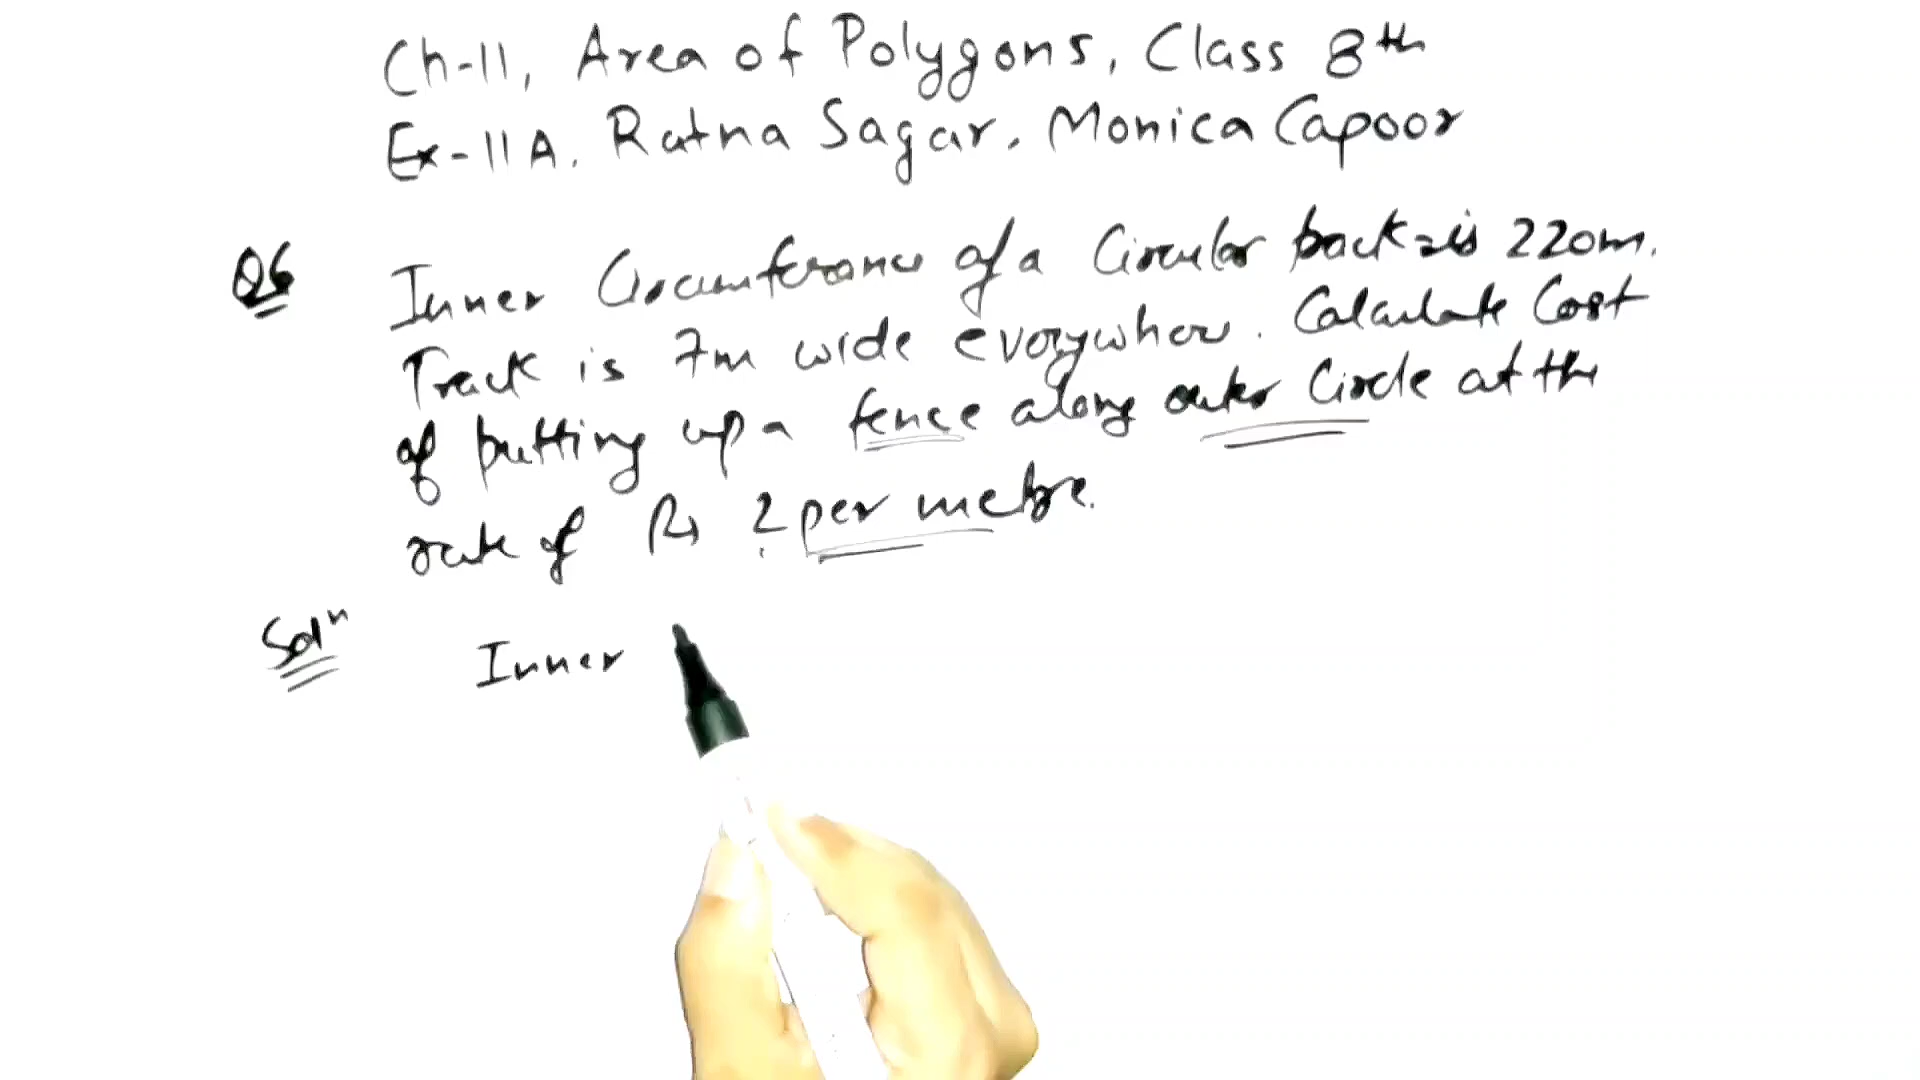 Ch-11, Area of Polygons, Class 8th
Ex-11A. Ratna Sagar, Monica Capoor
Q6 Inner Circumference of a Circular track is 220m.
Track is 7m wide everywhere. Calculate Cost
of putting up a fence along outer Circle at the
rate of Rs 2 per metre.
Soln Inner